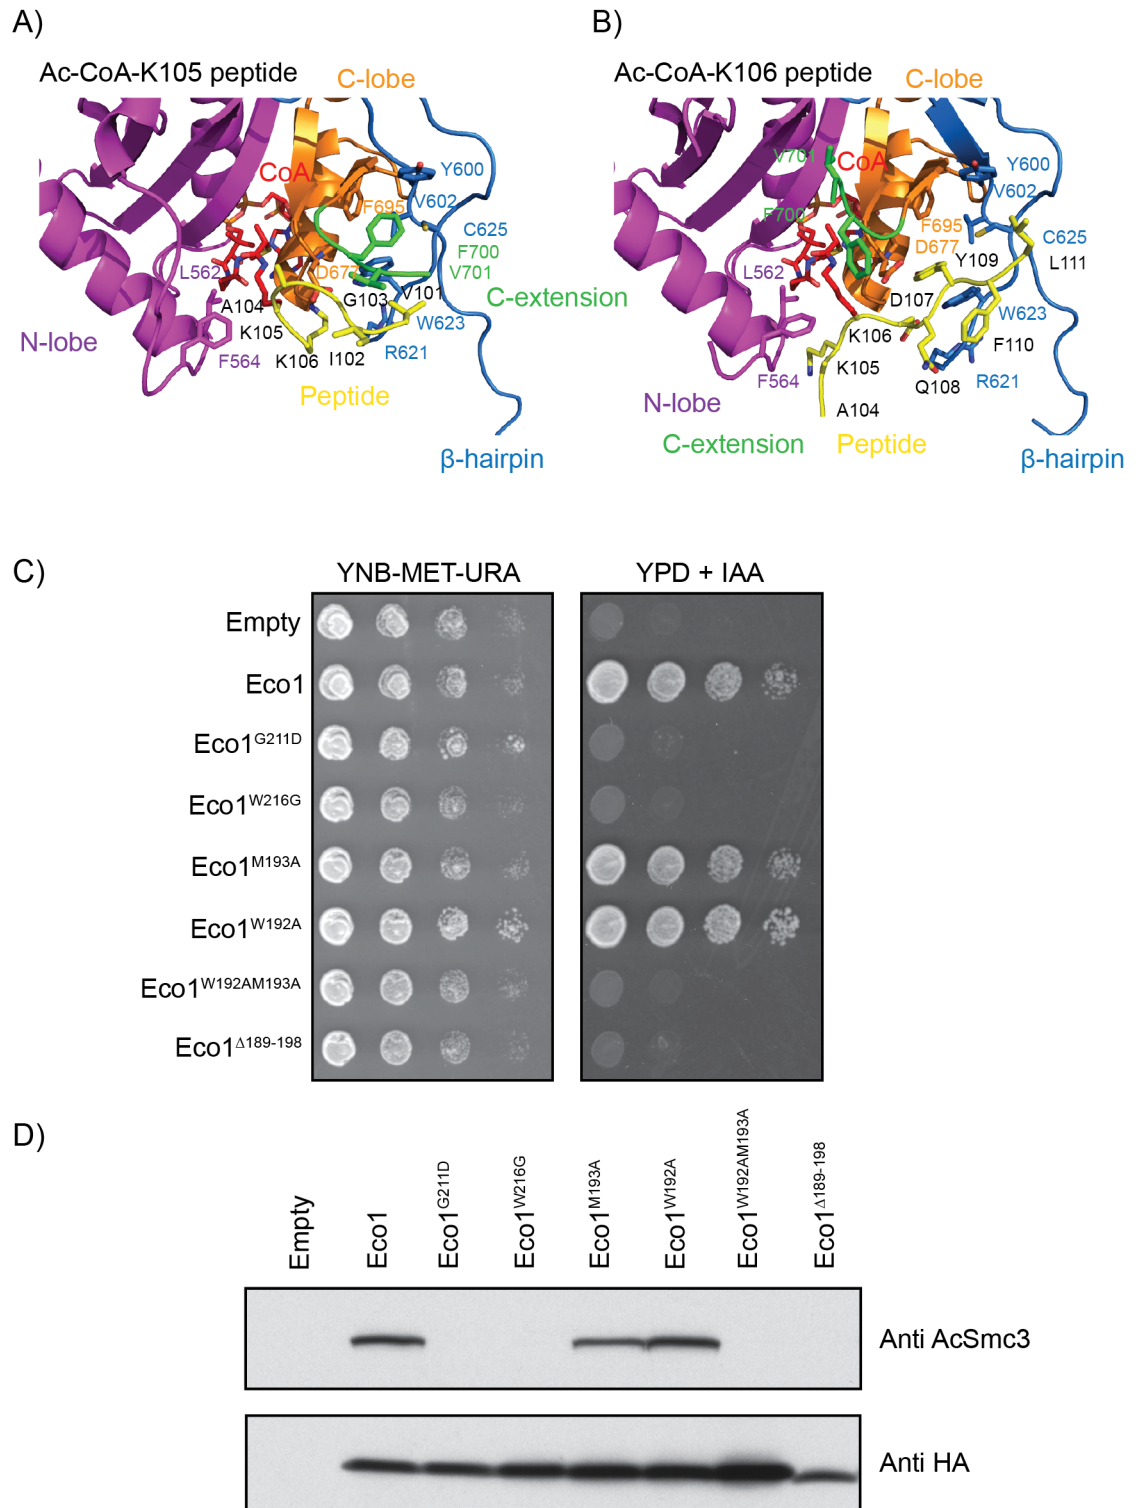 A)
Ac-CoA-K105 peptide
C-lobe
CoA
Y600
V602
F695
C625
F700
V701
L562
D677
G103
V101
C-extension
A104
W623
N-lobe
K105
F564
K106
I102
R621
Peptide
β-hairpin
B)
Ac-CoA-K106 peptide
C-lobe
V701
CoA
Y600
V602
F700
F695
D677
C625
Y109
L111
L562
D107
W623
K106
F110
F564
K105
Q108
R621
N-lobe
A104
C-extension
Peptide
β-hairpin
C)
YNB-MET-URA
YPD + IAA
Empty
Eco1
Eco1G211D
Eco1W216G
Eco1M193A
Eco1W192A
Eco1W192AM193A
Eco1Δ189-198
D)
Empty
Eco1
Eco1G211D
Eco1W216G
Eco1M193A
Eco1W192A
Eco1W192AM193A
Eco1Δ189-198
Anti AcSmc3
Anti HA